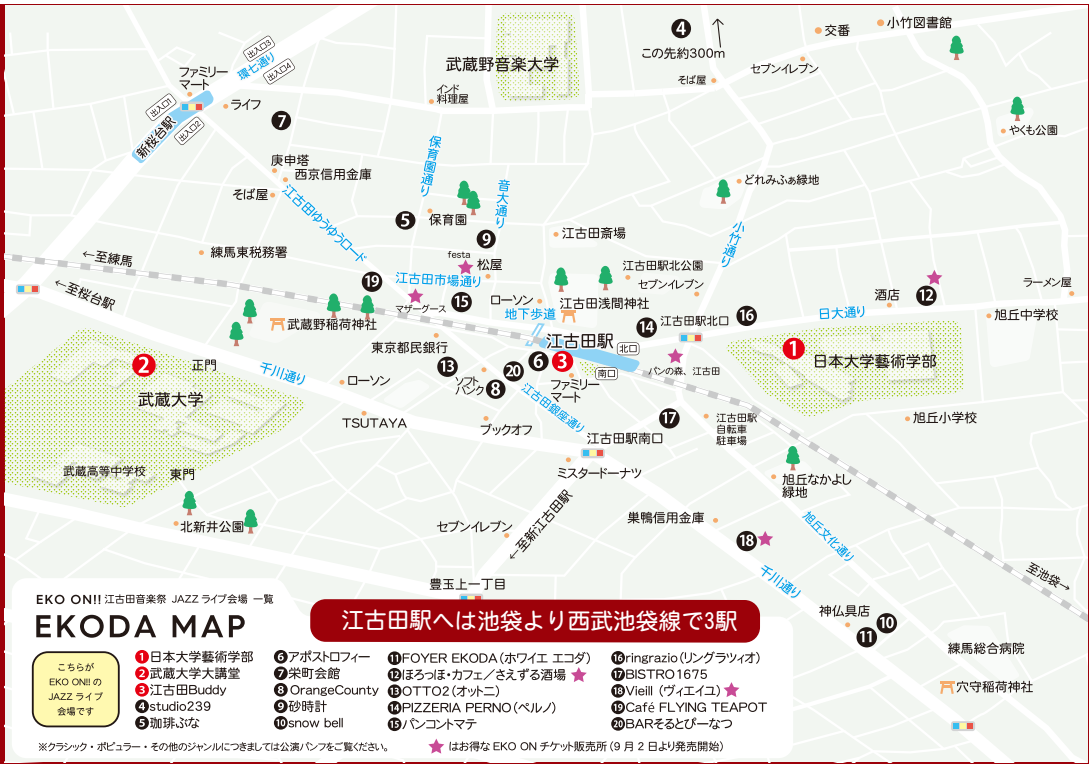 4
この先約300m
交番
小竹図書館
セブンイレブン
そば屋
武蔵野音楽大学
インド
料理屋
ファミリー
マート
環七通り
出入口3
出入口4
出入口1
出入口2
新桜台駅
ライフ
7
やくも公園
保育園通り
音大通り
庚申塔
西京信用金庫
そば屋
江古田ゆうゆうロード
どれみふぁ緑地
小竹通り
5
保育園
9
江古田斎場
練馬東税務署
←至練馬
←至桜台駅
festa
松屋
19
江古田市場通り
マザーグース
15
江古田駅北公園
セブンイレブン
ローソン
地下歩道
江古田浅間神社
12
酒店
ラーメン屋
日大通り
旭丘中学校
武蔵野稲荷神社
14
江古田駅北口
16
江古田駅
北口
南口
東京都民銀行
13
ソフト
バンク
8
20
6
3
ファミリー
マート
パンの森、江古田
1
日本大学藝術学部
2
正門
武蔵大学
千川通り
ローソン
TSUTAYA
江古田銀座通り
ブックオフ
17
江古田駅
自転車
駐車場
旭丘小学校
江古田駅南口
ミスタードーナツ
武蔵高等中学校
東門
旭丘なかよし
緑地
北新井公園
セブンイレブン
←至新江古田駅
巣鴨信用金庫
18
旭丘文化通り
千川通り
至池袋→
豊玉上一丁目
神仏具店
10
11
練馬総合病院
穴守稲荷神社
EKO ON!! 江古田音楽祭 JAZZ ライブ会場 一覧
EKODA MAP
江古田駅へは池袋より西武池袋線で3駅
こちらが
EKO ON!! の
JAZZ ライブ
会場です
1日本大学藝術学部
2武蔵大学大講堂
3江古田Buddy
4studio239
5珈琲ぶな
6アポストロフィー
7栄町会館
8OrangeCounty
9砂時計
10snow bell
11FOYER EKODA(ホワイエ エコダ)
12ほろつほ・カフェ／さえずる酒場
13OTTO2(オットニ)
14PIZZERIA PERNO(ペルノ)
15パンコントマテ
16ringrazio(リングラツィオ)
17BISTRO1675
18Vieill (ヴィエイユ)
19Café FLYING TEAPOT
20BARそるとぴーなつ
※クラシック・ポピュラー・その他のジャンルにつきましては公演パンフをご覧ください。
はお得な EKO ON チケット販売所 (9月2日より発売開始)